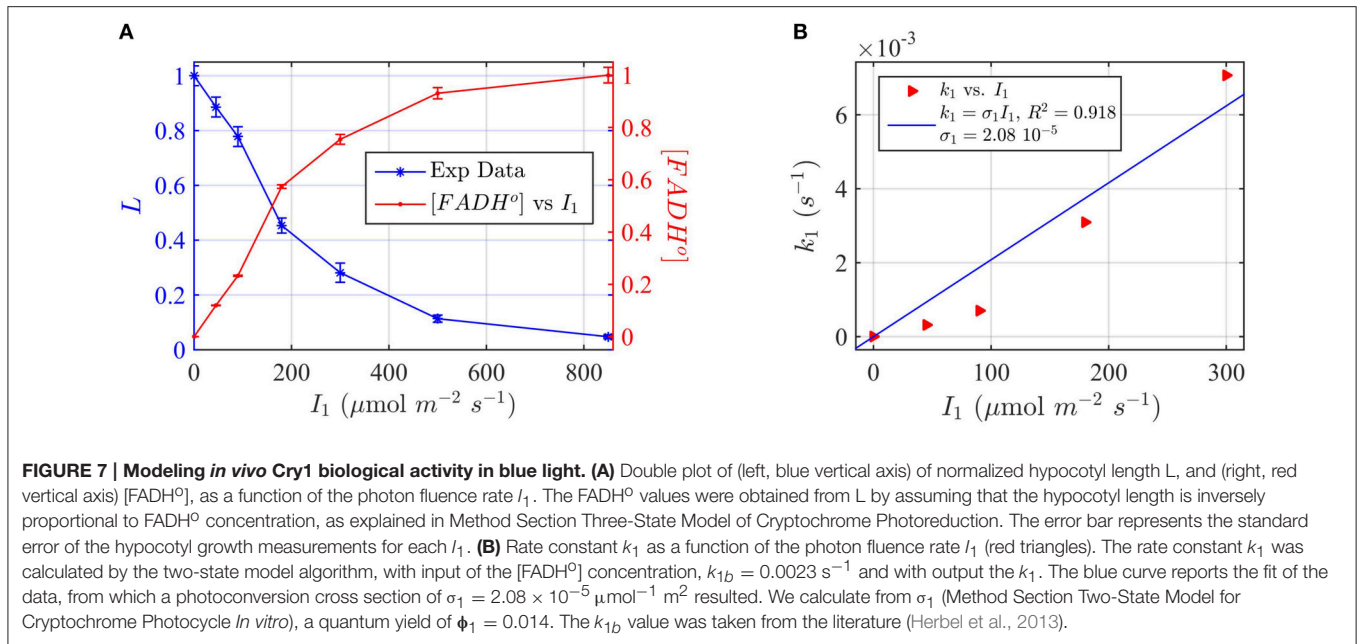 A
B
1
0.8
0.6
0.4
0.2
0
L
1
0.8
0.6
0.4
0.2
0
[FADHᵒ]
Exp Data
[FADHᵒ] vs I₁
0 200 400 600 800
I₁ (μmol m⁻² s⁻¹)
×10⁻³
6
4
2
0
k₁ (s⁻¹)
k₁ vs. I₁
k₁ = σ₁I₁, R² = 0.918
σ₁ = 2.08 10⁻⁵
0 100 200 300
I₁ (μmol m⁻² s⁻¹)
FIGURE 7 | Modeling in vivo Cry1 biological activity in blue light. (A) Double plot of (left, blue vertical axis) of normalized hypocotyl length L, and (right, red
vertical axis) [FADHᴼ], as a function of the photon fluence rate I₁. The FADHᴼ values were obtained from L by assuming that the hypocotyl length is inversely
proportional to FADHᴼ concentration, as explained in Method Section Three-State Model of Cryptochrome Photoreduction. The error bar represents the standard
error of the hypocotyl growth measurements for each I₁. (B) Rate constant k₁ as a function of the photon fluence rate I₁ (red triangles). The rate constant k₁ was
calculated by the two-state model algorithm, with input of the [FADHᴼ] concentration, k₁b = 0.0023 s⁻¹ and with output the k₁. The blue curve reports the fit of the
data, from which a photoconversion cross section of σ₁ = 2.08 × 10⁻⁵ μmol⁻¹ m² resulted. We calculate from σ₁ (Method Section Two-State Model for
Cryptochrome Photocycle In vitro), a quantum yield of ϕ₁ = 0.014. The k₁b value was taken from the literature (Herbel et al., 2013).